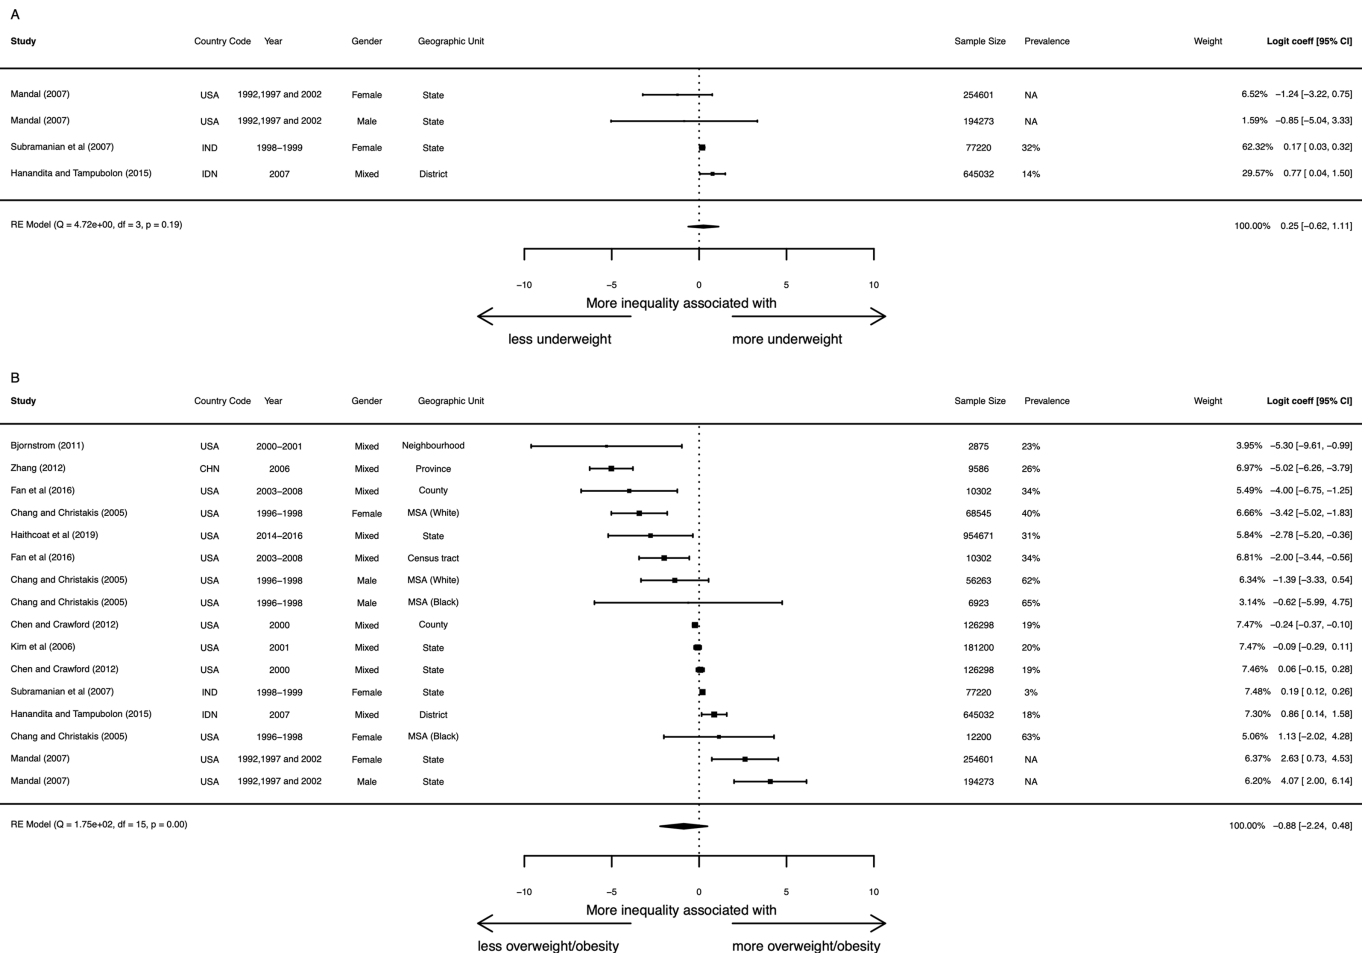 A
Study Country Code Year Gender Geographic Unit Sample Size Prevalence Weight Logit coeff [95% CI]
Mandal (2007) USA 1992,1997 and 2002 Female State 254601 NA 6.52% −1.24 [−3.22, 0.75]
Mandal (2007) USA 1992,1997 and 2002 Male State 194273 NA 1.59% −0.85 [−5.04, 3.33]
Subramanian et al (2007) IND 1998−1999 Female State 77220 32% 62.32% 0.17 [ 0.03, 0.32]
Hanandita and Tampubolon (2015) IDN 2007 Mixed District 645032 14% 29.57% 0.77 [ 0.04, 1.50]
RE Model (Q = 4.72e+00, df = 3, p = 0.19) 100.00% 0.25 [−0.62, 1.11]
−10 −5 0 5 10
More inequality associated with
less underweight more underweight
B
Study Country Code Year Gender Geographic Unit Sample Size Prevalence Weight Logit coeff [95% CI]
Bjornstrom (2011) USA 2000−2001 Mixed Neighbourhood 2875 23% 3.95% −5.30 [−9.61, −0.99]
Zhang (2012) CHN 2006 Mixed Province 9586 26% 6.97% −5.02 [−6.26, −3.79]
Fan et al (2016) USA 2003−2008 Mixed County 10302 34% 5.49% −4.00 [−6.75, −1.25]
Chang and Christakis (2005) USA 1996−1998 Female MSA (White) 68545 40% 6.66% −3.42 [−5.02, −1.83]
Haithcoat et al (2019) USA 2014−2016 Mixed State 954671 31% 5.84% −2.78 [−5.20, −0.36]
Fan et al (2016) USA 2003−2008 Mixed Census tract 10302 34% 6.81% −2.00 [−3.44, −0.56]
Chang and Christakis (2005) USA 1996−1998 Male MSA (White) 56263 62% 6.34% −1.39 [−3.33, 0.54]
Chang and Christakis (2005) USA 1996−1998 Male MSA (Black) 6923 65% 3.14% −0.62 [−5.99, 4.75]
Chen and Crawford (2012) USA 2000 Mixed County 126298 19% 7.47% −0.24 [−0.37, −0.10]
Kim et al (2006) USA 2001 Mixed State 181200 20% 7.47% −0.09 [−0.29, 0.11]
Chen and Crawford (2012) USA 2000 Mixed State 126298 19% 7.46% 0.06 [−0.15, 0.28]
Subramanian et al (2007) IND 1998−1999 Female State 77220 3% 7.48% 0.19 [ 0.12, 0.26]
Hanandita and Tampubolon (2015) IDN 2007 Mixed District 645032 18% 7.30% 0.86 [ 0.14, 1.58]
Chang and Christakis (2005) USA 1996−1998 Female MSA (Black) 12200 63% 5.06% 1.13 [−2.02, 4.28]
Mandal (2007) USA 1992,1997 and 2002 Female State 254601 NA 6.37% 2.63 [ 0.73, 4.53]
Mandal (2007) USA 1992,1997 and 2002 Male State 194273 NA 6.20% 4.07 [ 2.00, 6.14]
RE Model (Q = 1.75e+02, df = 15, p = 0.00) 100.00% −0.88 [−2.24, 0.48]
−10 −5 0 5 10
More inequality associated with
less overweight/obesity more overweight/obesity